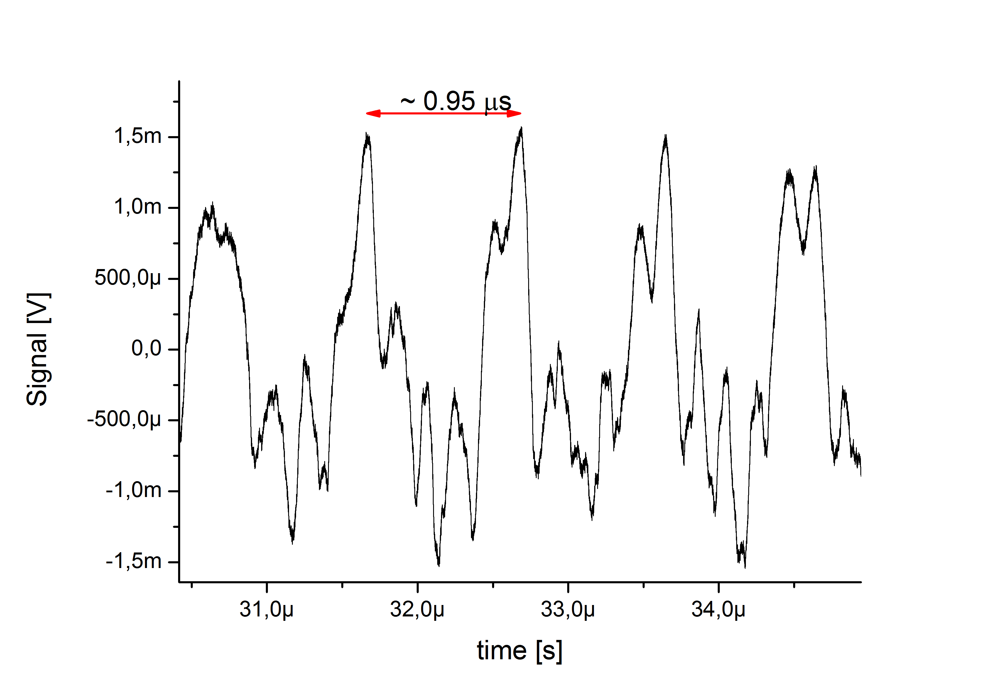 ~ 0.95 μs
1,5m
1,0m
500,0µ
0,0
-500,0µ
-1,0m
-1,5m
Signal [V]
31,0µ 32,0µ 33,0µ 34,0µ
time [s]